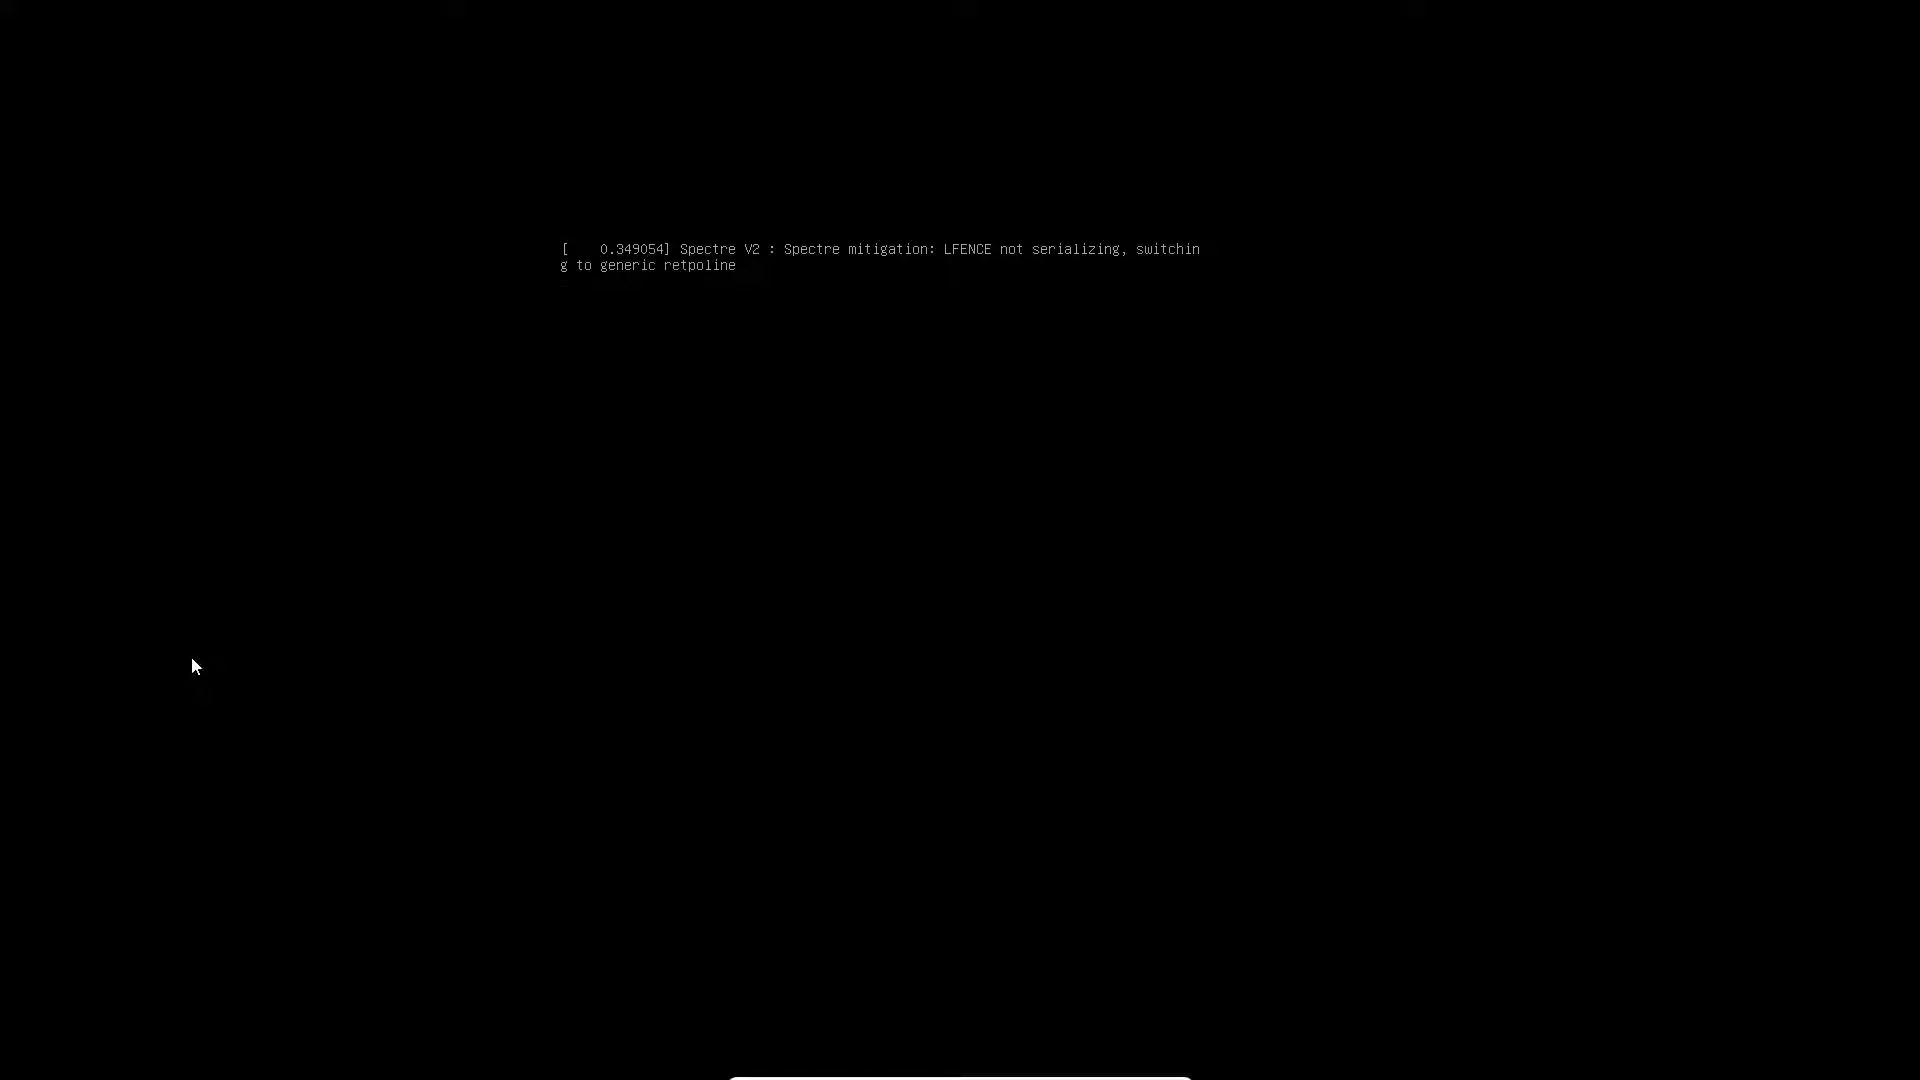 [    0.349054] Spectre V2 : Spectre mitigation: LFENCE not serializing, switchin
g to generic retpoline